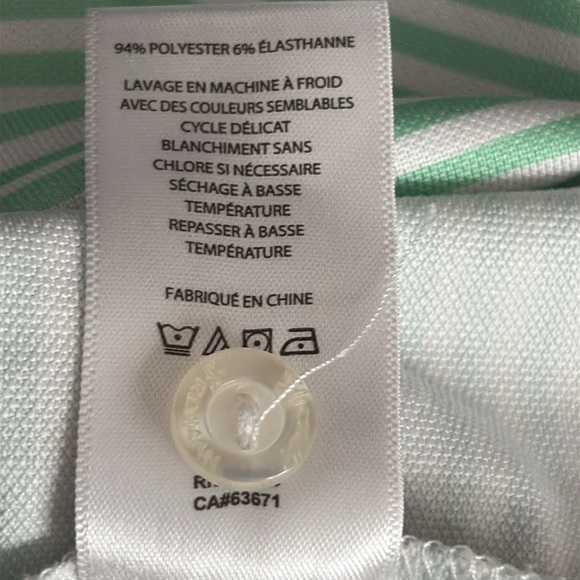 94% POLYESTER 6% ÉLASTHANNE
LAVAGE EN MACHINE À FROID
AVEC DES COULEURS SEMBLABLES
CYCLE DÉLICAT
BLANCHIMENT SANS
CHLORE SI NÉCESSAIRE
SÉCHAGE À BASSE
TEMPÉRATURE
REPASSER À BASSE
TEMPÉRATURE
FABRIQUÉ EN CHINE
CA#63671